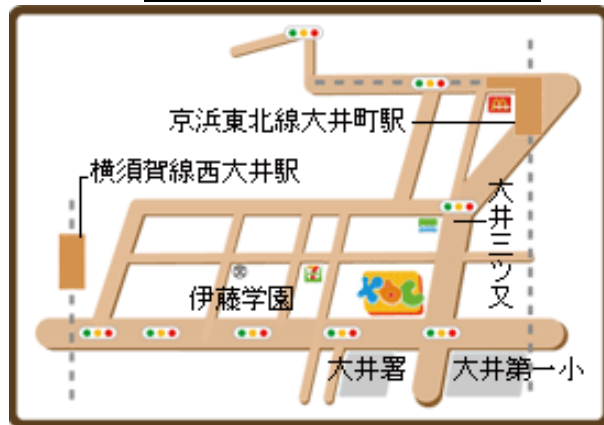 京浜東北線大井町駅
横須賀線西大井駅
大井三ツ又
伊藤学園
大井署
大井第一小